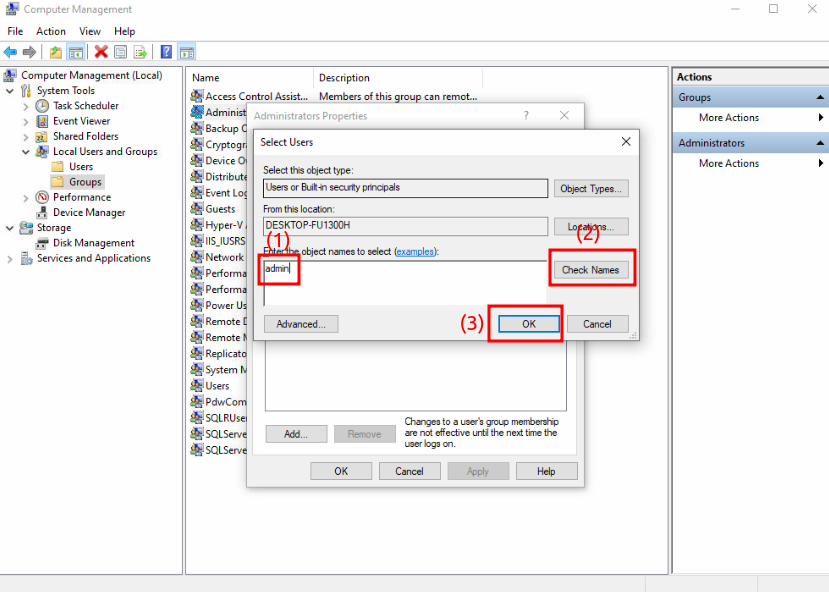 Computer Management
File Action View Help
Computer Management (Local)
System Tools
Task Scheduler
Event Viewer
Shared Folders
Local Users and Groups
Users
Groups
Performance
Device Manager
Storage
Disk Management
Services and Applications
Name Description
Access Control Assist... Members of this group can remot...
Administ
Backup O
Cryptogra
Device O
Distribute
Event Log
Guests
Hyper-V A
IIS_IUSRS
Network
Performa
Performa
Power Us
Remote D
Remote M
Replicato
System M
Users
PdwCom
SQLRUser
SQLServe
SQLServe
Administrators Properties
Select Users
Select this object type:
Users or Built-in security principals
Object Types...
From this location:
DESKTOP-FU1300H
Locations...
(1)
(2)
Enter the object names to select (examples):
admin
Check Names
(3)
Advanced...
OK
Cancel
Add...
Remove
Changes to a user's group membership
are not effective until the next time the
user logs on.
OK Cancel Apply Help
Actions
Groups
More Actions
Administrators
More Actions